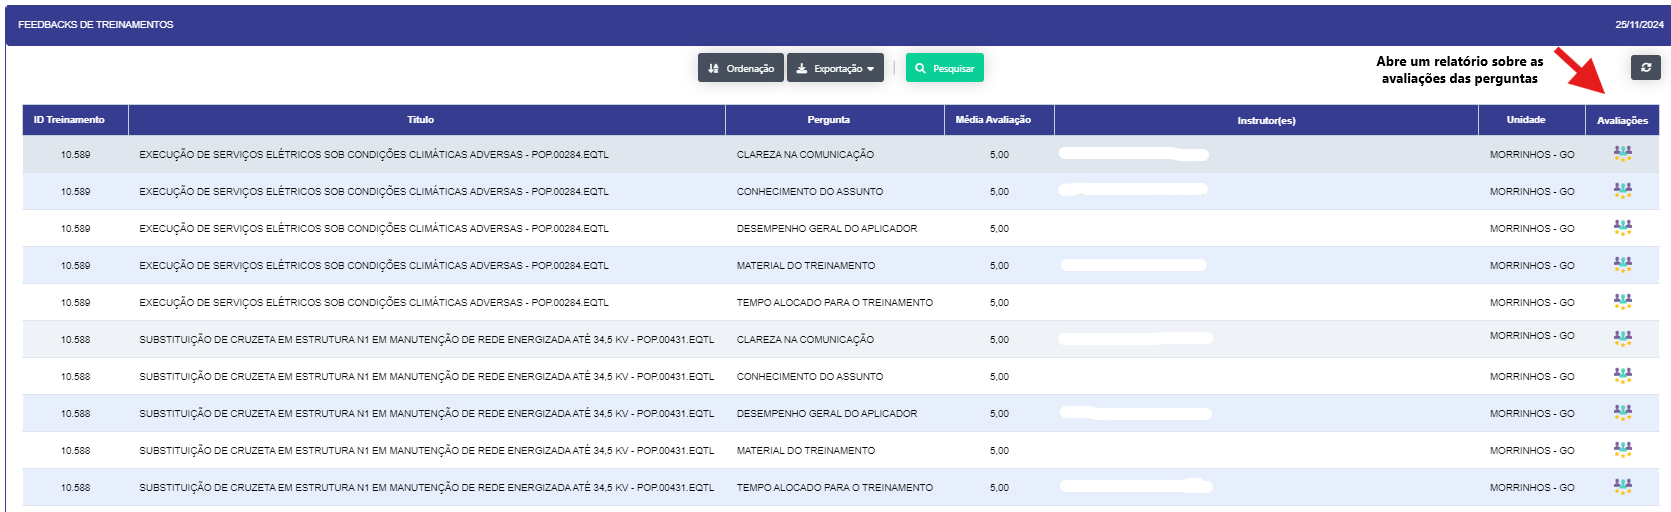 FEEDBACKS DE TREINAMENTOS 25/11/2024
Ordenação Exportação Pesquisar
Abre um relatório sobre as
avaliações das perguntas
ID Treinamento Titulo Pergunta Média Avaliação Instrutor(es) Unidade Avaliações
10.589 EXECUÇÃO DE SERVIÇOS ELÉTRICOS SOB CONDIÇÕES CLIMÁTICAS ADVERSAS - POP.00284.EQTL CLAREZA NA COMUNICAÇÃO 5,00 MORRINHOS - GO
10.589 EXECUÇÃO DE SERVIÇOS ELÉTRICOS SOB CONDIÇÕES CLIMÁTICAS ADVERSAS - POP.00284.EQTL CONHECIMENTO DO ASSUNTO 5,00 MORRINHOS - GO
10.589 EXECUÇÃO DE SERVIÇOS ELÉTRICOS SOB CONDIÇÕES CLIMÁTICAS ADVERSAS - POP.00284.EQTL DESEMPENHO GERAL DO APLICADOR 5,00 MORRINHOS - GO
10.589 EXECUÇÃO DE SERVIÇOS ELÉTRICOS SOB CONDIÇÕES CLIMÁTICAS ADVERSAS - POP.00284.EQTL MATERIAL DO TREINAMENTO 5,00 MORRINHOS - GO
10.589 EXECUÇÃO DE SERVIÇOS ELÉTRICOS SOB CONDIÇÕES CLIMÁTICAS ADVERSAS - POP.00284.EQTL TEMPO ALOCADO PARA O TREINAMENTO 5,00 MORRINHOS - GO
10.588 SUBSTITUIÇÃO DE CRUZETA EM ESTRUTURA N1 EM MANUTENÇÃO DE REDE ENERGIZADA ATÉ 34,5 KV - POP.00431.EQTL CLAREZA NA COMUNICAÇÃO 5,00 MORRINHOS - GO
10.588 SUBSTITUIÇÃO DE CRUZETA EM ESTRUTURA N1 EM MANUTENÇÃO DE REDE ENERGIZADA ATÉ 34,5 KV - POP.00431.EQTL CONHECIMENTO DO ASSUNTO 5,00 MORRINHOS - GO
10.588 SUBSTITUIÇÃO DE CRUZETA EM ESTRUTURA N1 EM MANUTENÇÃO DE REDE ENERGIZADA ATÉ 34,5 KV - POP.00431.EQTL DESEMPENHO GERAL DO APLICADOR 5,00 MORRINHOS - GO
10.588 SUBSTITUIÇÃO DE CRUZETA EM ESTRUTURA N1 EM MANUTENÇÃO DE REDE ENERGIZADA ATÉ 34,5 KV - POP.00431.EQTL MATERIAL DO TREINAMENTO 5,00 MORRINHOS - GO
10.588 SUBSTITUIÇÃO DE CRUZETA EM ESTRUTURA N1 EM MANUTENÇÃO DE REDE ENERGIZADA ATÉ 34,5 KV - POP.00431.EQTL TEMPO ALOCADO PARA O TREINAMENTO 5,00 MORRINHOS - GO